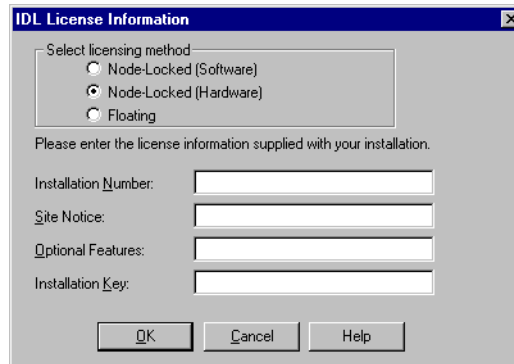 IDL License Information
Select licensing method
Node-Locked (Software)
Node-Locked (Hardware)
Floating
Please enter the license information supplied with your installation.
Installation Number:
Site Notice:
Optional Features:
Installation Key:
OK Cancel Help